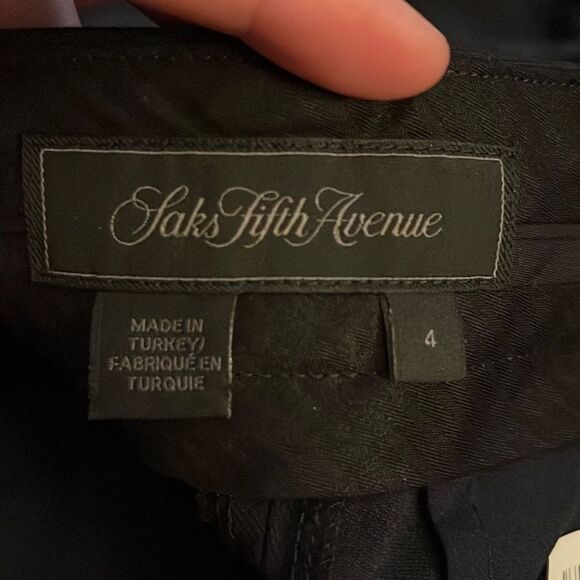 Saks Fifth Avenue
MADE IN
TURKEY/
FABRIQUÉ EN
TURQUIE
4